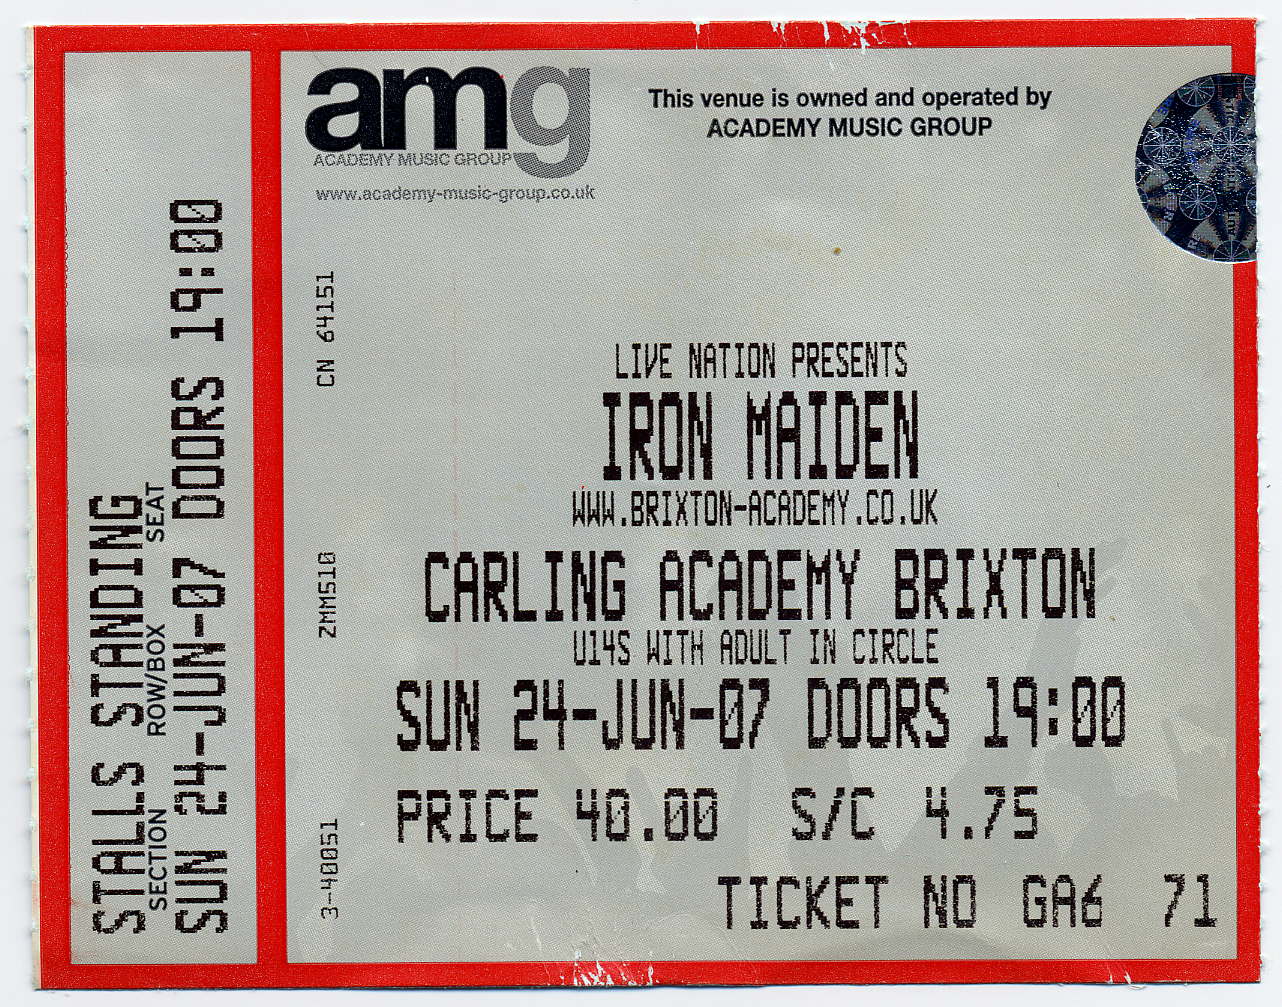 amg
ACADEMY MUSIC GROUP
www.academy-music-group.co.uk
This venue is owned and operated by
ACADEMY MUSIC GROUP
STALLS STANDING
SECTION ROW/BOX SEAT
SUN 24-JUN-07 DOORS 19:00
CN 64151
ZMM510
3-40051
LIVE NATION PRESENTS
IRON MAIDEN
WWW.BRIXTON-ACADEMY.CO.UK
CARLING ACADEMY BRIXTON
U14S WITH ADULT IN CIRCLE
SUN 24-JUN-07 DOORS 19:00
PRICE 40.00 S/C 4.75
TICKET NO GA6 71